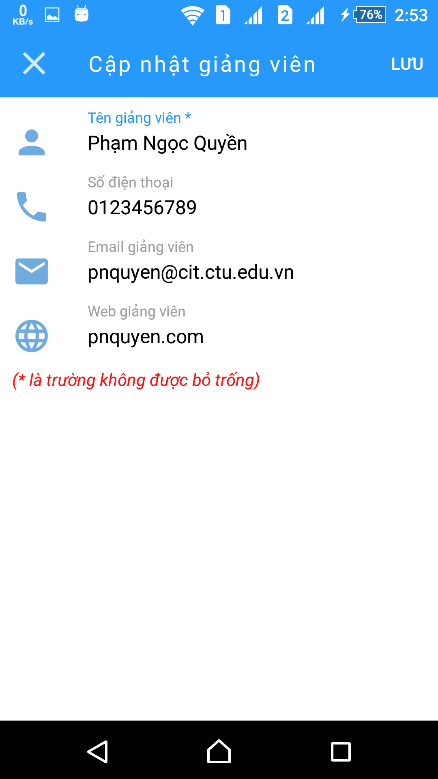 0 KB/s 1 2 76% 2:53
Cập nhật giảng viên LƯU
Tên giảng viên *
Phạm Ngọc Quyền
Số điện thoại
0123456789
Email giảng viên
pnquyen@cit.ctu.edu.vn
Web giảng viên
pnquyen.com
(* là trường không được bỏ trống)